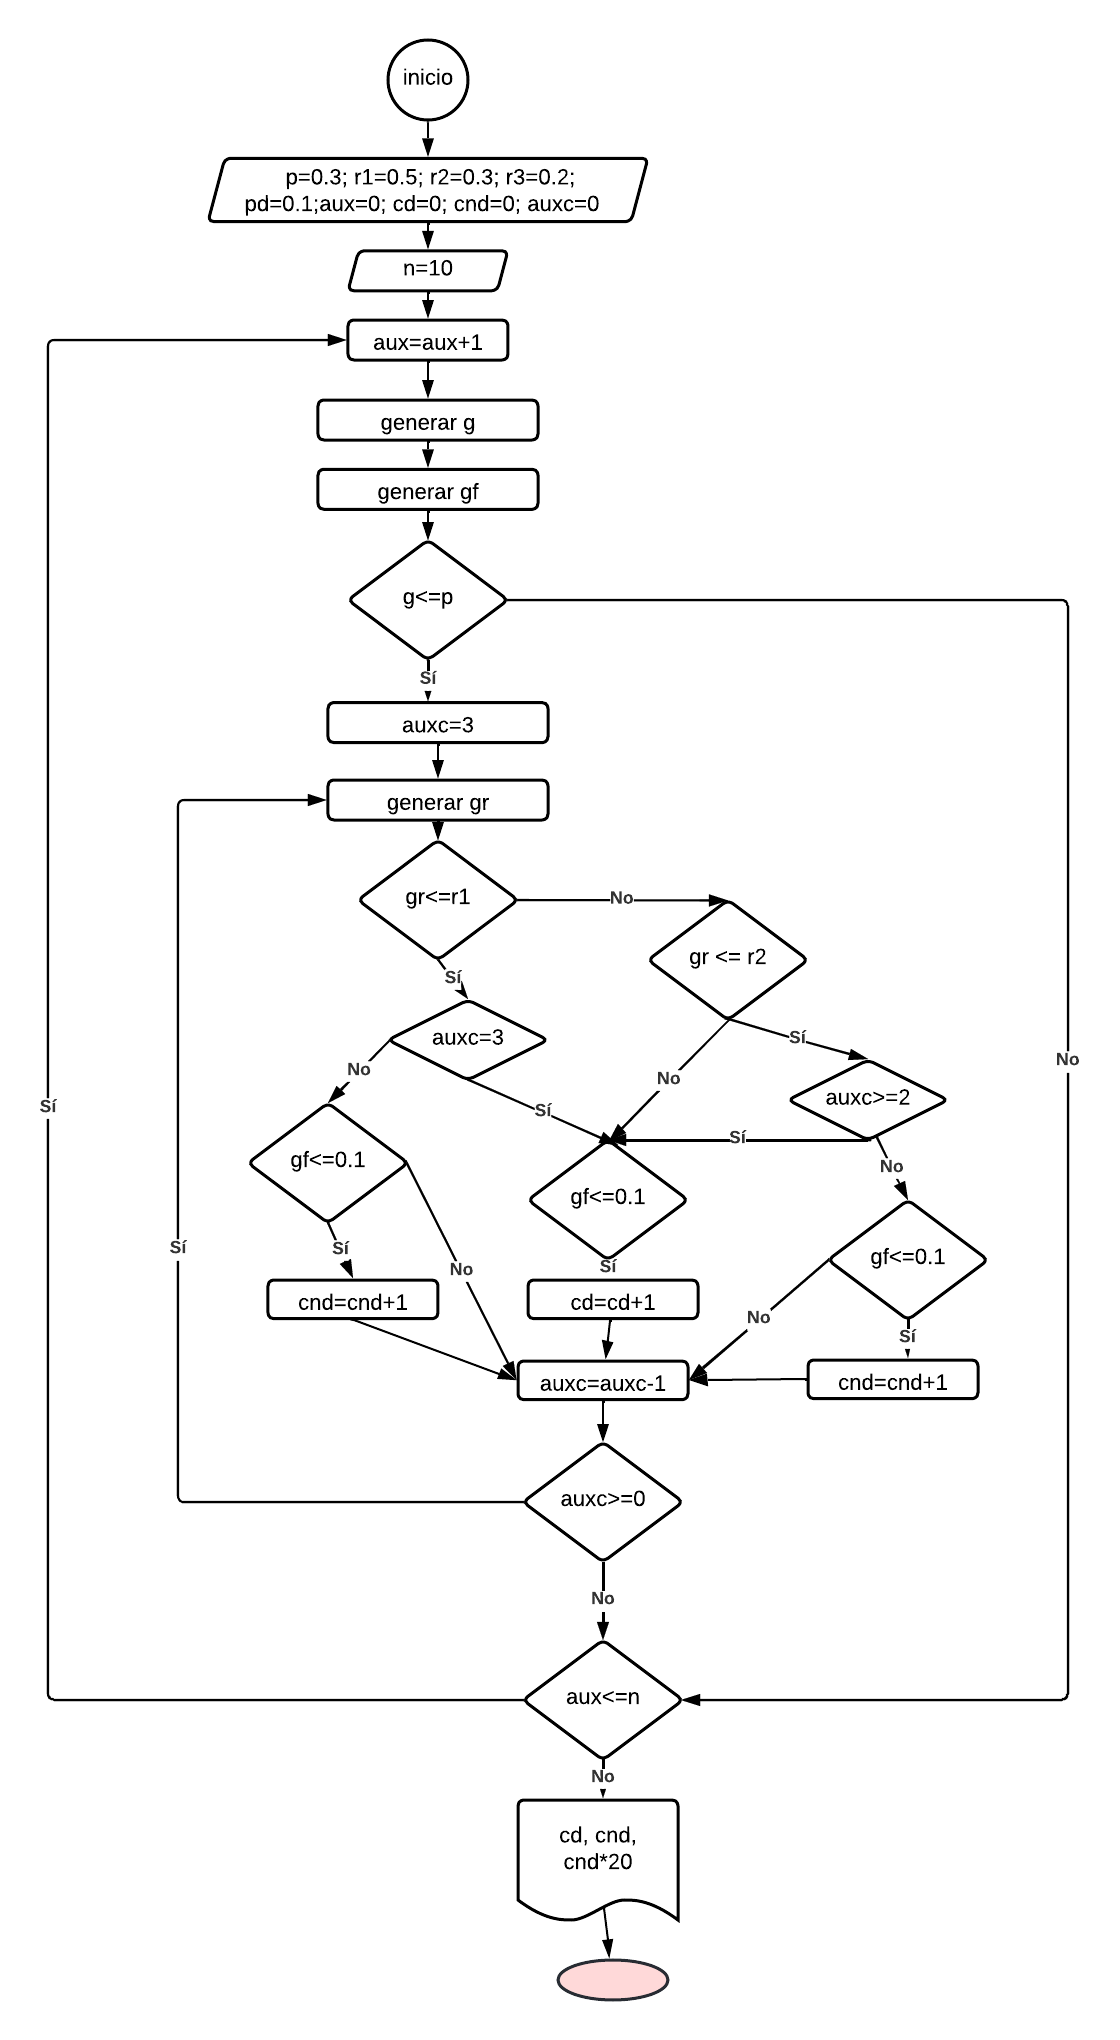 inicio
p=0.3; r1=0.5; r2=0.3; r3=0.2;
pd=0.1;aux=0; cd=0; cnd=0; auxc=0
n=10
aux=aux+1
generar g
generar gf
g<=p
Sí
auxc=3
generar gr
gr<=r1
No
gr <= r2
Sí
auxc=3
Sí
No
No
No
auxc>=2
Sí
Sí
Sí
gf<=0.1
No
gf<=0.1
Sí
Sí
gf<=0.1
No
Sí
cnd=cnd+1
cd=cd+1
No
Sí
auxc=auxc-1
cnd=cnd+1
auxc>=0
No
aux<=n
No
cd, cnd,
cnd*20